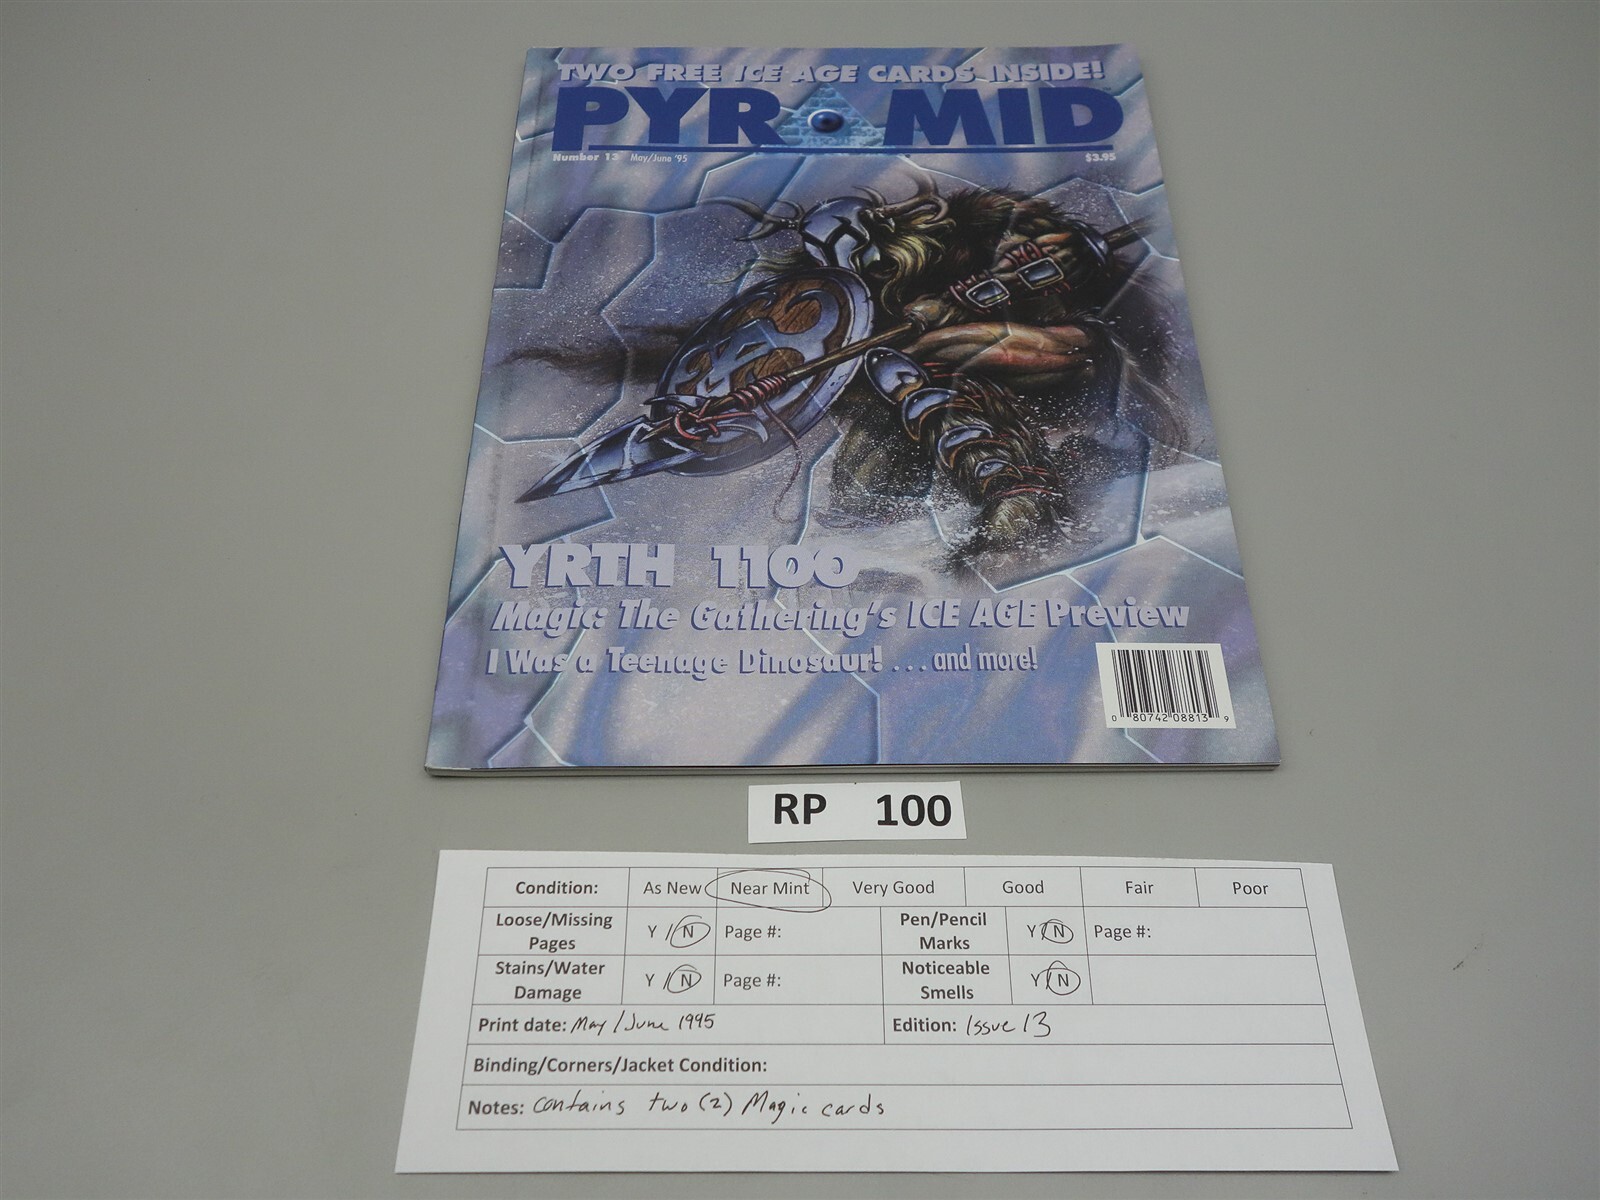 TWO FREE ICE AGE CARDS INSIDE!
PYRAMID
Number 13 May/June '95 $3.95
YRTH 1100
Magic: The Gathering's ICE AGE Preview
I Was a Teenage Dinosaur! ... and more!
0 80742 08813 9
RP 100
Condition: As New Near Mint Very Good Good Fair Poor
Loose/Missing Pages Y / N Page #: Pen/Pencil Marks Y / N Page #:
Stains/Water Damage Y / N Page #: Noticeable Smells Y / N
Print date: May / June 1995 Edition: Issue 13
Binding/Corners/Jacket Condition:
Notes: contains two (2) Magic cards